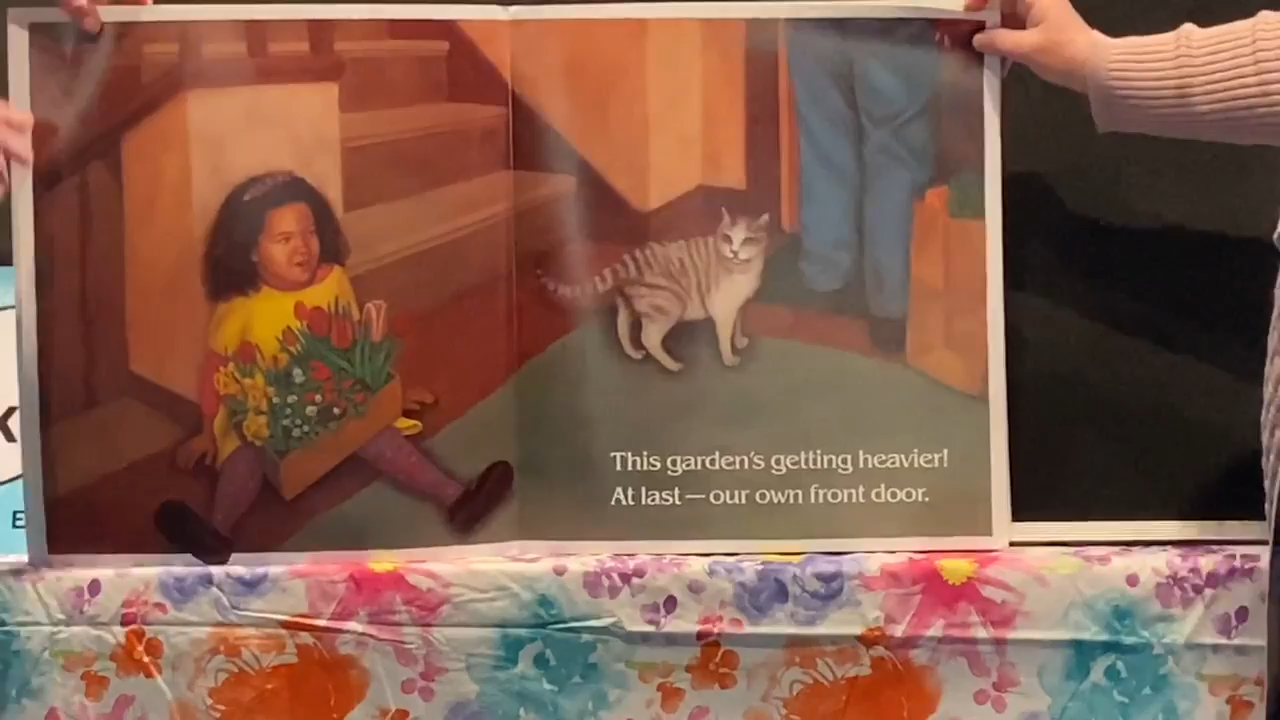 This garden's getting heavier!
At last—our own front door.
K
E